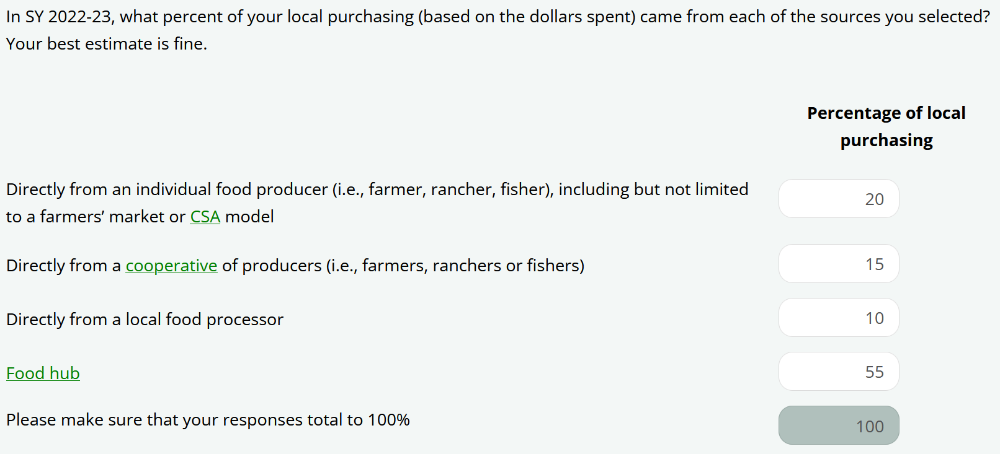 In SY 2022-23, what percent of your local purchasing (based on the dollars spent) came from each of the sources you selected?
Your best estimate is fine.
Percentage of local
purchasing
Directly from an individual food producer (i.e., farmer, rancher, fisher), including but not limited
to a farmers’ market or CSA model
20
Directly from a cooperative of producers (i.e., farmers, ranchers or fishers)
15
Directly from a local food processor
10
Food hub
55
Please make sure that your responses total to 100%
100